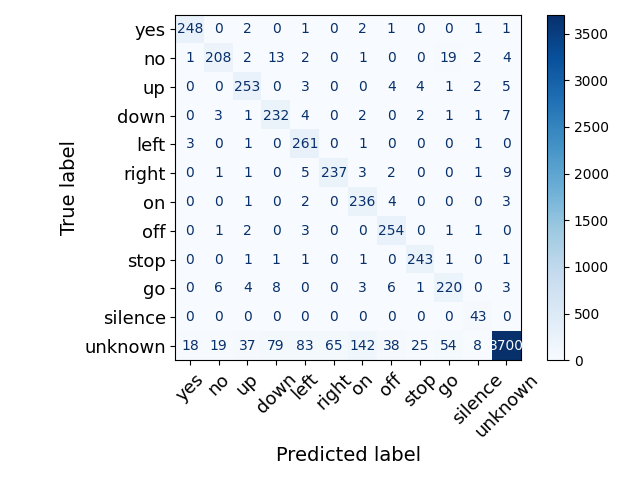 yes 248 0 2 0 1 0 2 1 0 0 1 1
no 1 208 2 13 2 0 1 0 0 19 2 4
up 0 0 253 0 3 0 0 4 4 1 2 5
down 0 3 1 232 4 0 2 0 2 1 1 7
left 3 0 1 0 261 0 1 0 0 0 1 0
right 0 1 1 0 5 237 3 2 0 0 1 9
on 0 0 1 0 2 0 236 4 0 0 0 3
off 0 1 2 0 3 0 0 254 0 1 1 0
stop 0 0 1 1 1 0 1 0 243 1 0 1
go 0 6 4 8 0 0 3 6 1 220 0 3
silence 0 0 0 0 0 0 0 0 0 0 43 0
unknown 18 19 37 79 83 65 142 38 25 54 8 3700
yes no up down left right on off stop go silence unknown
Predicted label
True label
3500
3000
2500
2000
1500
1000
500
0